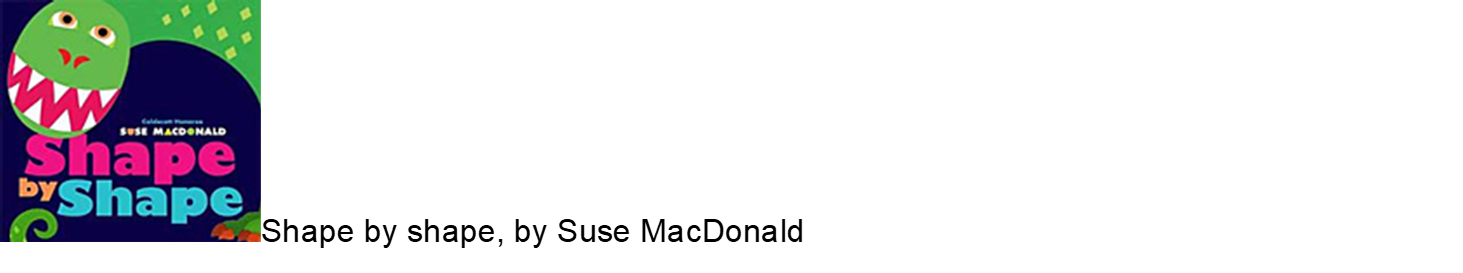 Caldecott Honoree
SUSE MACDONALD
Shape
by Shape
Shape by shape, by Suse MacDonald